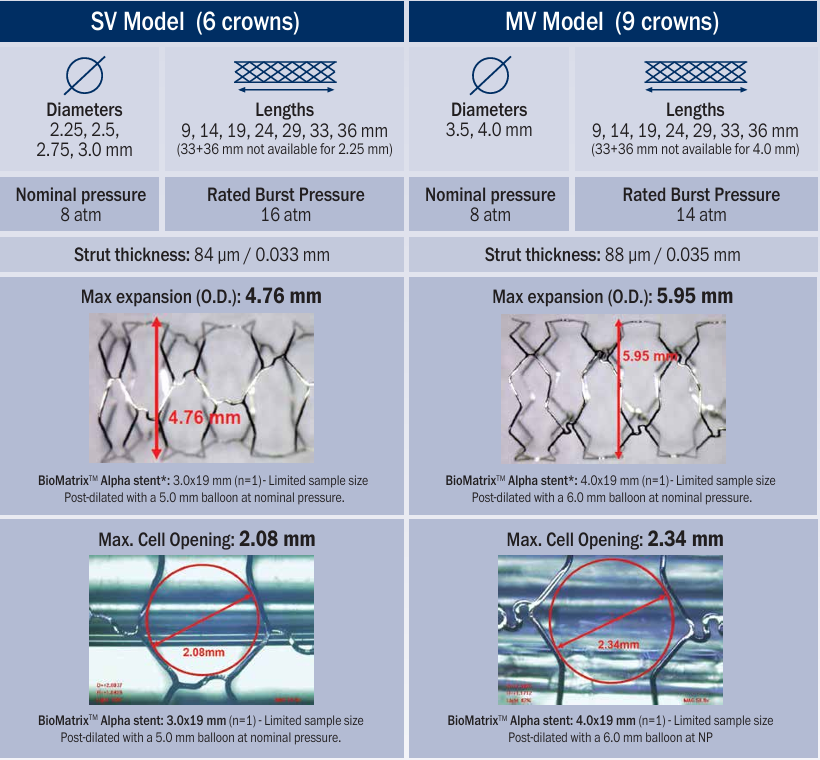 SV Model (6 crowns)
Diameters
2.25, 2.5,
2.75, 3.0 mm
Lengths
9, 14, 19, 24, 29, 33, 36 mm
(33+36 mm not available for 2.25 mm)
Nominal pressure
8 atm
Rated Burst Pressure
16 atm
Strut thickness: 84 µm / 0.033 mm
Max expansion (O.D.): 4.76 mm
4.76 mm
BioMatrix™ Alpha stent*: 3.0x19 mm (n=1) - Limited sample size
Post-dilated with a 5.0 mm balloon at nominal pressure.
Max. Cell Opening: 2.08 mm
2.08mm
BioMatrix™ Alpha stent: 3.0x19 mm (n=1) - Limited sample size
Post-dilated with a 5.0 mm balloon at nominal pressure.
MV Model (9 crowns)
Diameters
3.5, 4.0 mm
Lengths
9, 14, 19, 24, 29, 33, 36 mm
(33+36 mm not available for 4.0 mm)
Nominal pressure
8 atm
Rated Burst Pressure
14 atm
Strut thickness: 88 µm / 0.035 mm
Max expansion (O.D.): 5.95 mm
5.95 mm
BioMatrix™ Alpha stent*: 4.0x19 mm (n=1) - Limited sample size
Post-dilated with a 6.0 mm balloon at nominal pressure.
Max. Cell Opening: 2.34 mm
2.34mm
BioMatrix™ Alpha stent: 4.0x19 mm (n=1) - Limited sample size
Post-dilated with a 6.0 mm balloon at NP